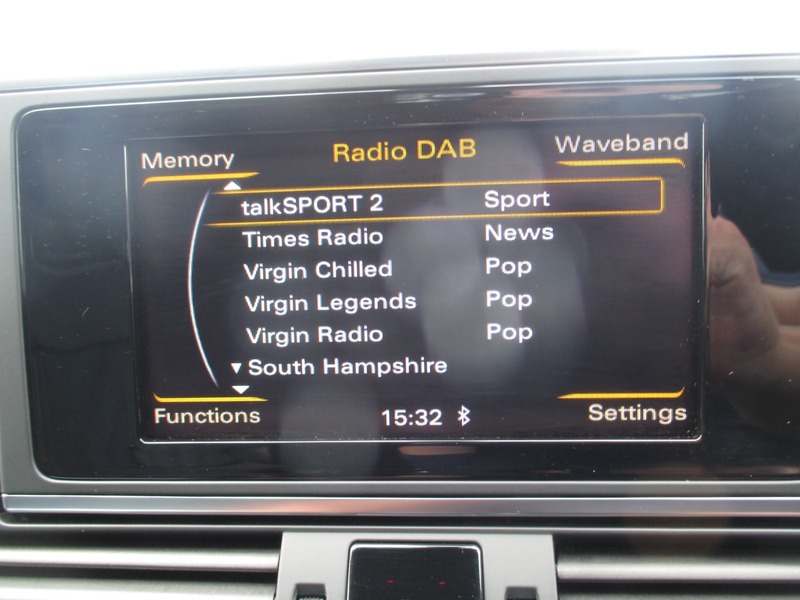 Memory Radio DAB Waveband
talkSPORT 2 Sport
Times Radio News
Virgin Chilled Pop
Virgin Legends Pop
Virgin Radio Pop
South Hampshire
Functions 15:32 Settings